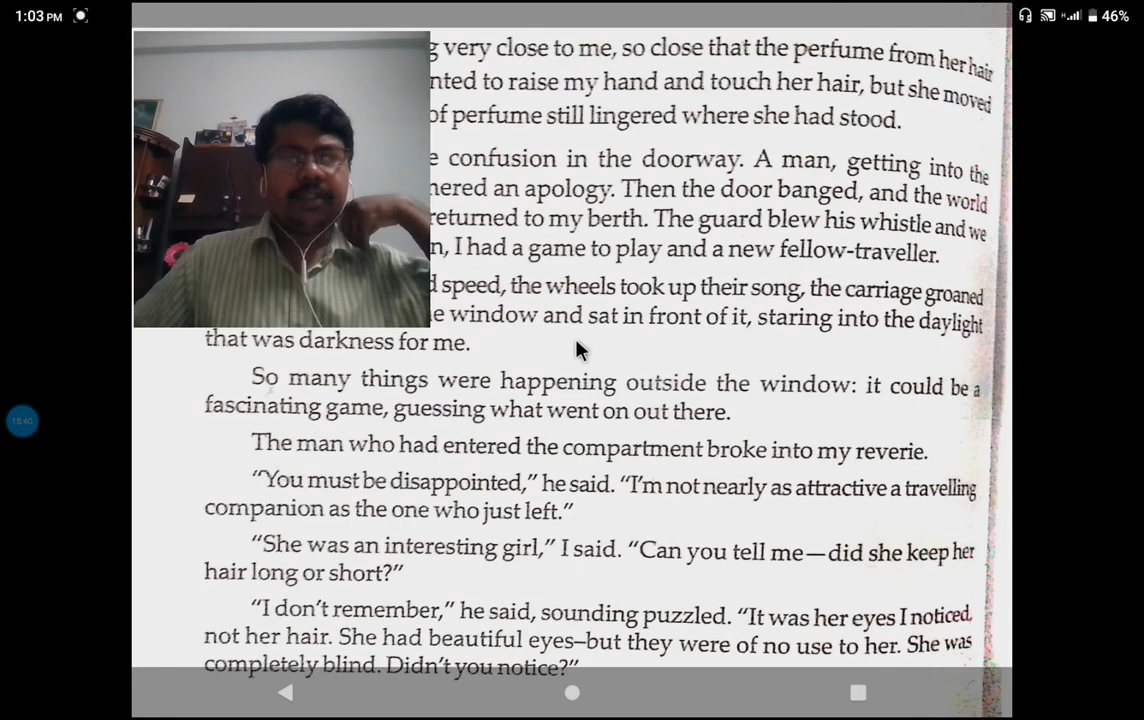 1:03 PM
46%
very close to me, so close that the perfume from her hair
to raise my hand and touch her hair, but she moved
of perfume still lingered where she had stood.
confusion in the doorway. A man, getting into the
an apology. Then the door banged, and the world
returned to my berth. The guard blew his whistle and we
I had a game to play and a new fellow-traveller.
speed, the wheels took up their song, the carriage groaned
window and sat in front of it, staring into the daylight
that was darkness for me.
15:40
So many things were happening outside the window: it could be a
fascinating game, guessing what went on out there.
The man who had entered the compartment broke into my reverie.
"You must be disappointed," he said. "I'm not nearly as attractive a travelling
companion as the one who just left."
"She was an interesting girl," I said. "Can you tell me—did she keep her
hair long or short?"
"I don't remember," he said, sounding puzzled. "It was her eyes I noticed,
not her hair. She had beautiful eyes–but they were of no use to her. She was
completely blind. Didn't you notice?"